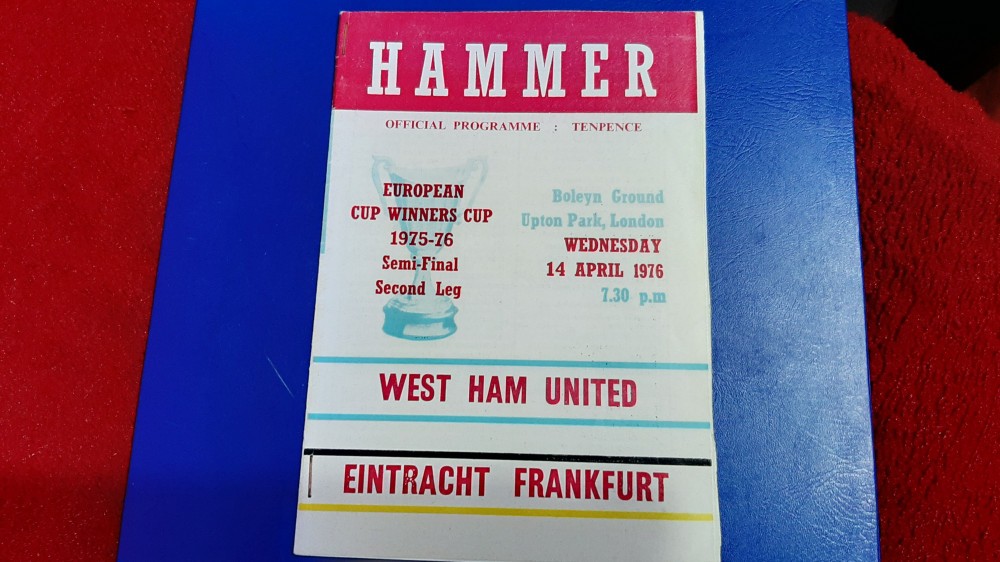 HAMMER
OFFICIAL PROGRAMME : TENPENCE
EUROPEAN
CUP WINNERS CUP
1975-76
Semi-Final
Second Leg
Boleyn Ground
Upton Park, London
WEDNESDAY
14 APRIL 1976
7.30 p.m
WEST HAM UNITED
EINTRACHT FRANKFURT